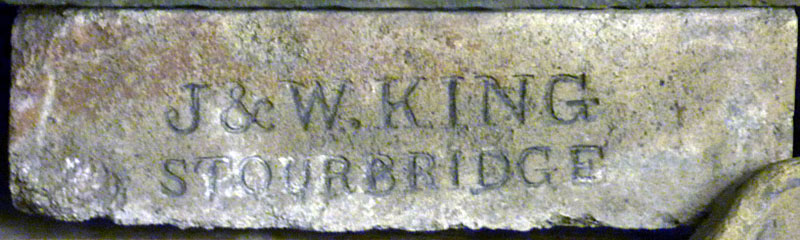 J & W. KING
STOURBRIDGE